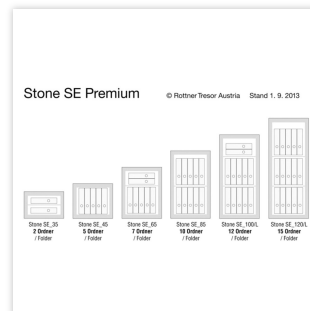 Stone SE Premium © Rottner Tresor Austria Stand 1. 9. 2013
Stone SE_35 Stone SE_45 Stone SE_65 Stone SE_85 Stone SE_100/L Stone SE_120/L
2 Ordner 5 Ordner 7 Ordner 10 Ordner 12 Ordner 15 Ordner
/ Folder / Folder / Folder / Folder / Folder / Folder